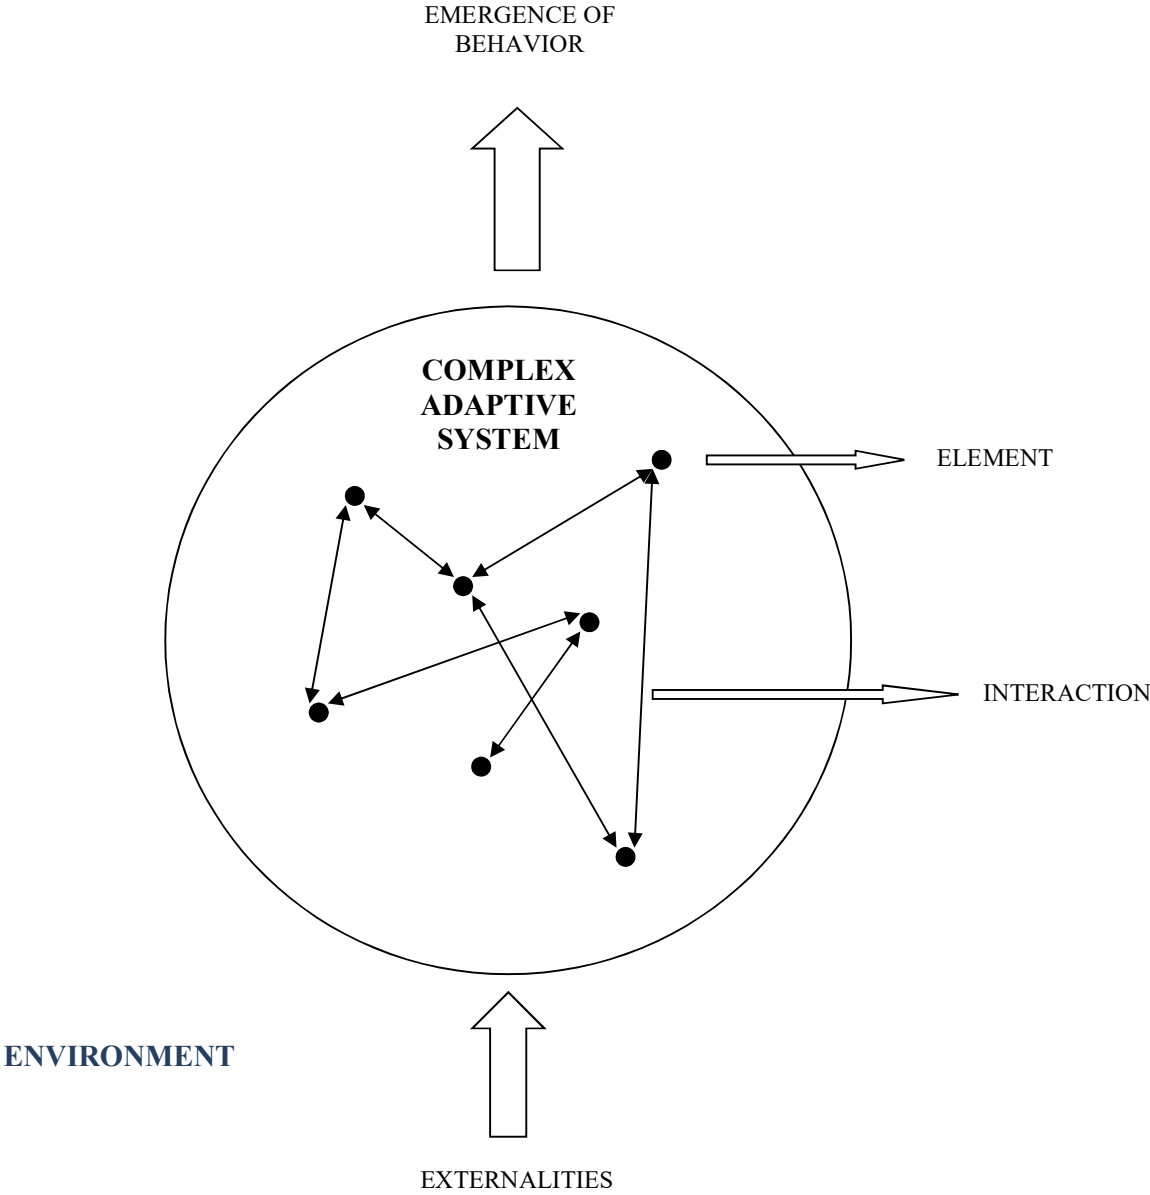 EMERGENCE OF
BEHAVIOR
COMPLEX
ADAPTIVE
SYSTEM
ELEMENT
INTERACTION
ENVIRONMENT
EXTERNALITIES